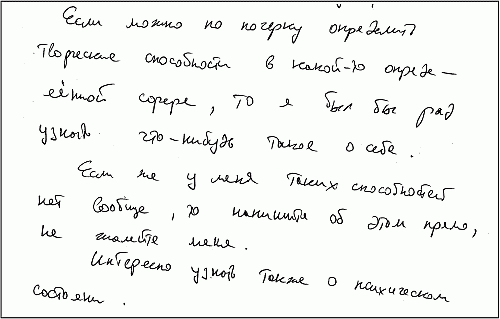 Если можно по почерку определить
творческие способности в какой-то опреде-
лённой сфере, то я был бы рад
узнать что-нибудь такое о себе.
Если же у меня таких способностей
нет вообще, то напишите об этом прямо,
не жалейте меня.
Интересно узнать также о психическом
состоянии.